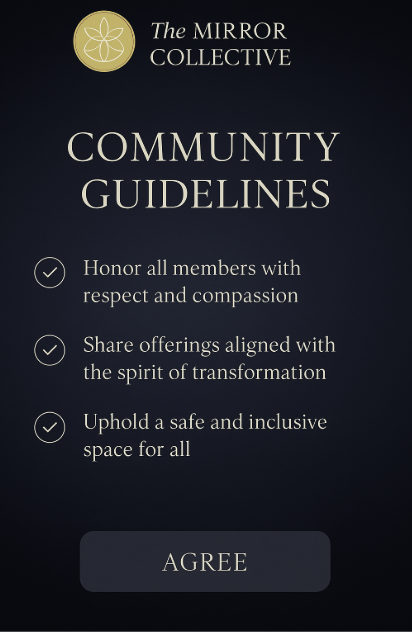 The MIRROR
COLLECTIVE
COMMUNITY
GUIDELINES
Honor all members with
respect and compassion
Share offerings aligned with
the spirit of transformation
Uphold a safe and inclusive
space for all
AGREE